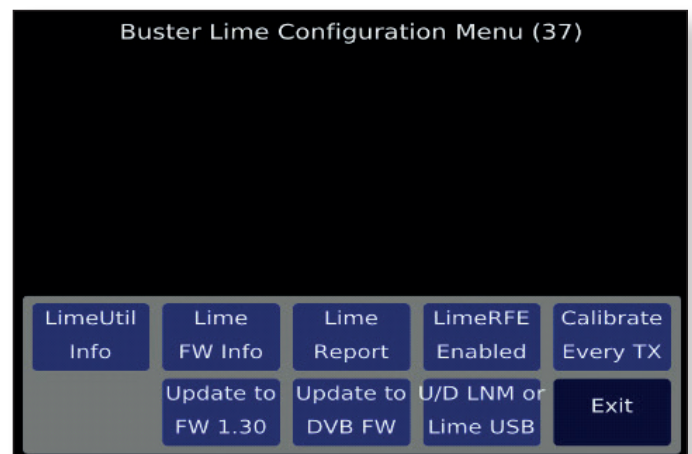 Buster Lime Configuration Menu (37)
LimeUtil
Info
Lime
FW Info
Lime
Report
LimeRFE
Enabled
Calibrate
Every TX
Update to
FW 1.30
Update to
DVB FW
U/D LNM or
Lime USB
Exit